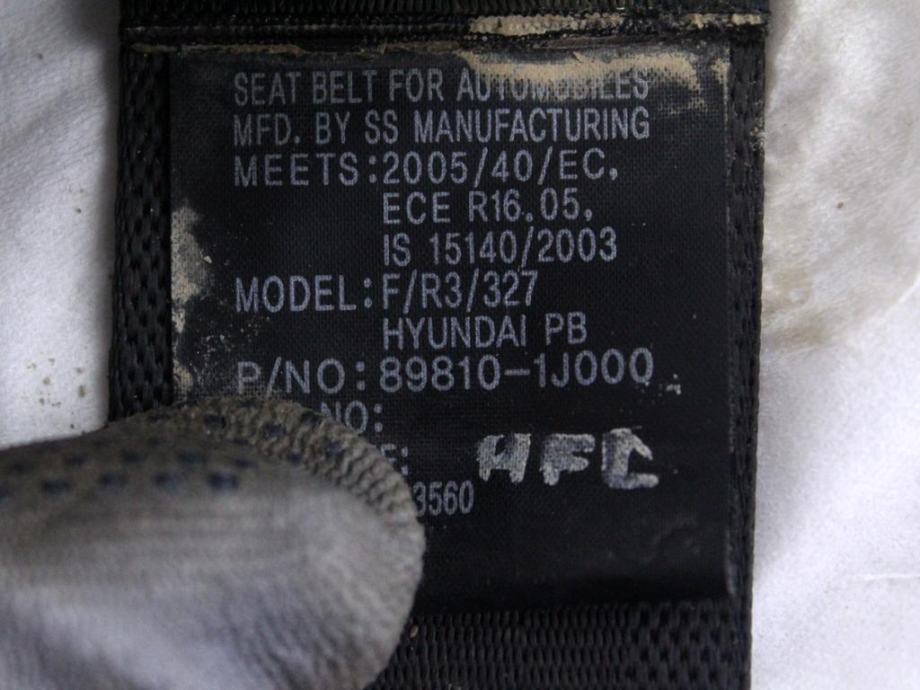 SEAT BELT FOR AUTOMOBILES
MFD. BY SS MANUFACTURING
MEETS:2005/40/EC,
ECE R16.05,
IS 15140/2003
MODEL:F/R3/327
HYUNDAI PB
P/NO:89810-1J000
NO:
E:
HFC
3560